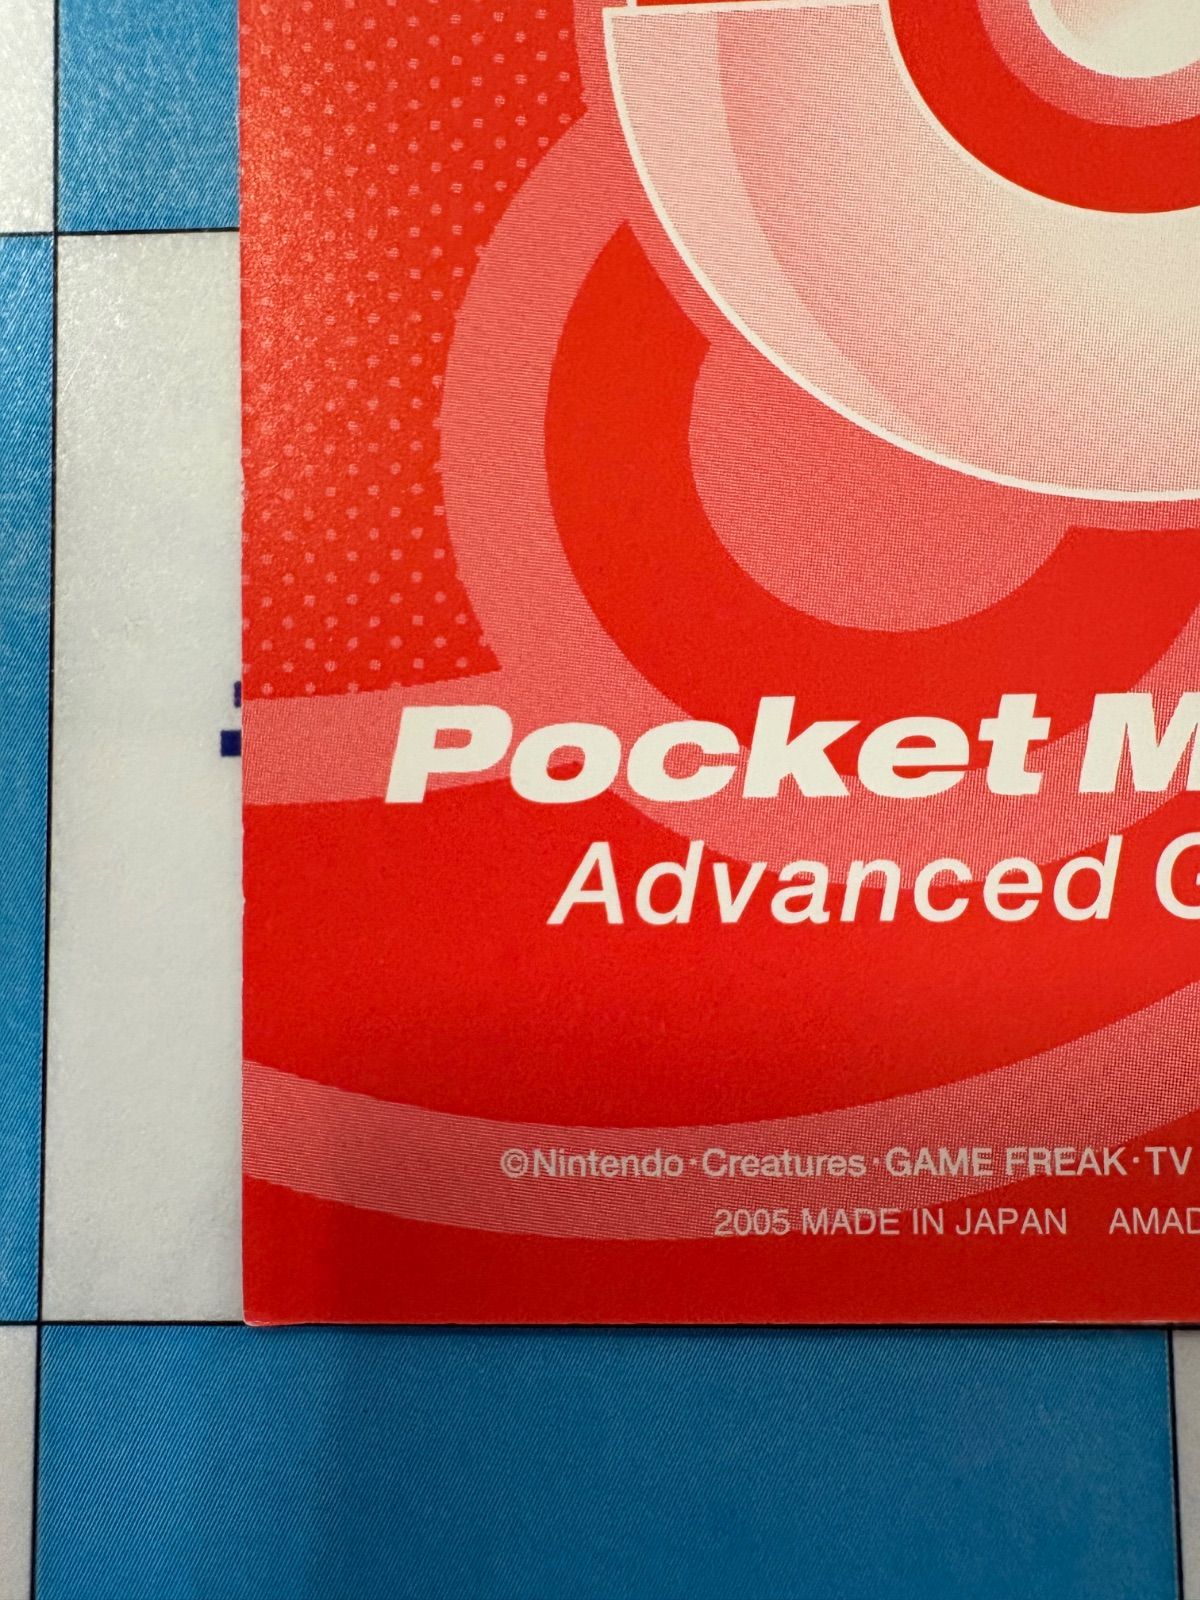 Pocket M
Advanced G
©Nintendo·Creatures·GAME FREAK·TV
2005 MADE IN JAPAN AMAD